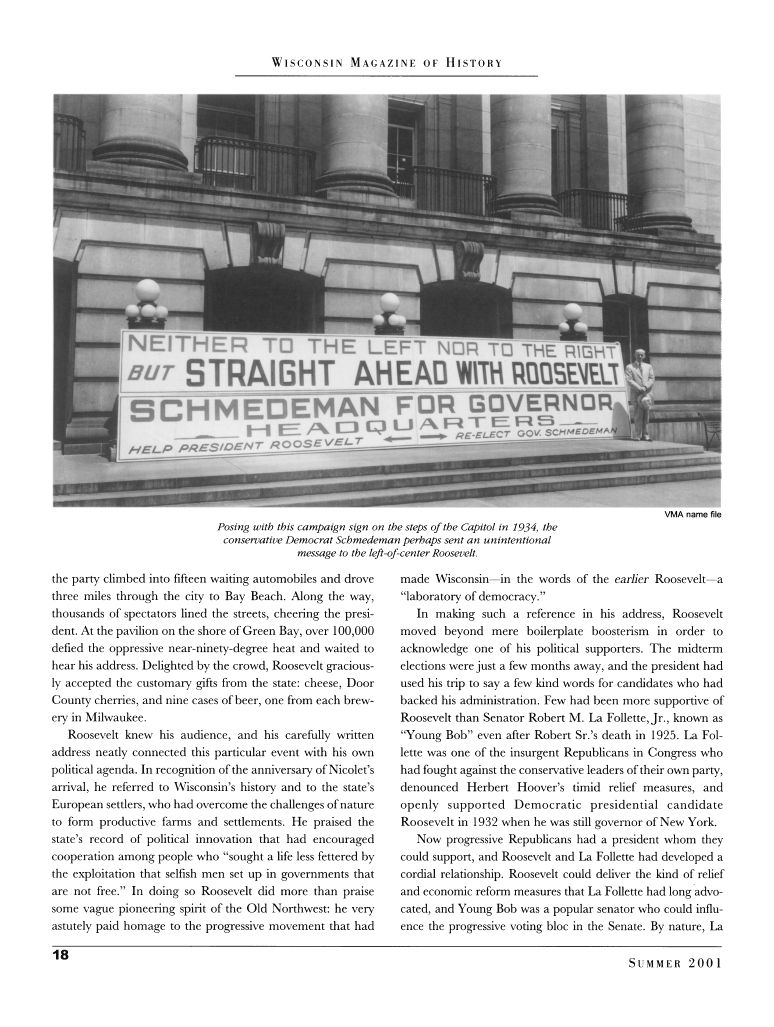 WISCONSIN MAGAZINE OF HISTORY
NEITHER TO THE LEFT NOR TO THE RIGHT
BUT STRAIGHT AHEAD WITH ROOSEVELT
SCHMEDEMAN FOR GOVERNOR
HEADQUARTERS
HELP PRESIDENT ROOSEVELT RE-ELECT GOV. SCHMEDEMAN
VMA name file
Posing with this campaign sign on the steps of the Capitol in 1934, the
conservative Democrat Schmedeman perhaps sent an unintentional
message to the left-of-center Roosevelt.
the party climbed into fifteen waiting automobiles and drove
three miles through the city to Bay Beach. Along the way,
thousands of spectators lined the streets, cheering the presi-
dent. At the pavilion on the shore of Green Bay, over 100,000
defied the oppressive near-ninety-degree heat and waited to
hear his address. Delighted by the crowd, Roosevelt gracious-
ly accepted the customary gifts from the state: cheese, Door
County cherries, and nine cases of beer, one from each brew-
ery in Milwaukee.
Roosevelt knew his audience, and his carefully written
address neatly connected this particular event with his own
political agenda. In recognition of the anniversary of Nicolet's
arrival, he referred to Wisconsin's history and to the state's
European settlers, who had overcome the challenges of nature
to form productive farms and settlements. He praised the
state's record of political innovation that had encouraged
cooperation among people who "sought a life less fettered by
the exploitation that selfish men set up in governments that
are not free." In doing so Roosevelt did more than praise
some vague pioneering spirit of the Old Northwest: he very
astutely paid homage to the progressive movement that had
made Wisconsin—in the words of the earlier Roosevelt—a
"laboratory of democracy."
In making such a reference in his address, Roosevelt
moved beyond mere boilerplate boosterism in order to
acknowledge one of his political supporters. The midterm
elections were just a few months away, and the president had
used his trip to say a few kind words for candidates who had
backed his administration. Few had been more supportive of
Roosevelt than Senator Robert M. La Follette, Jr., known as
"Young Bob" even after Robert Sr.'s death in 1925. La Fol-
lette was one of the insurgent Republicans in Congress who
had fought against the conservative leaders of their own party,
denounced Herbert Hoover's timid relief measures, and
openly supported Democratic presidential candidate
Roosevelt in 1932 when he was still governor of New York.
Now progressive Republicans had a president whom they
could support, and Roosevelt and La Follette had developed a
cordial relationship. Roosevelt could deliver the kind of relief
and economic reform measures that La Follette had long advo-
cated, and Young Bob was a popular senator who could influ-
ence the progressive voting bloc in the Senate. By nature, La
18
SUMMER 2001